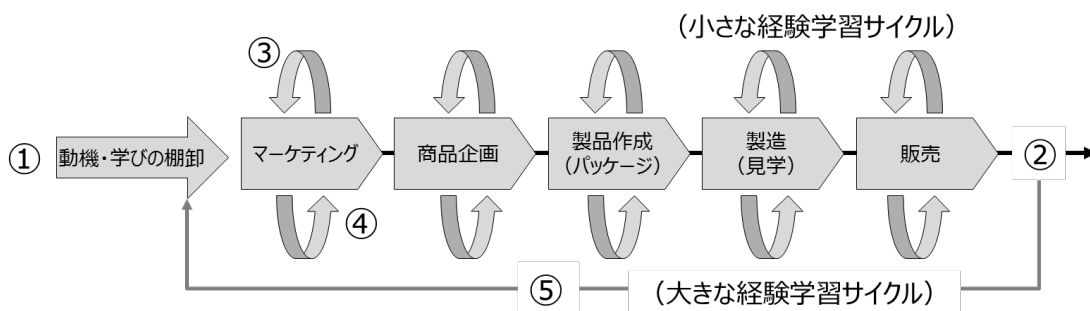 (小さな経験学習サイクル)
③
① 動機・学びの棚卸
マーケティング
商品企画
製品作成
(パッケージ)
製造
(見学)
販売
②
④
⑤
(大きな経験学習サイクル)